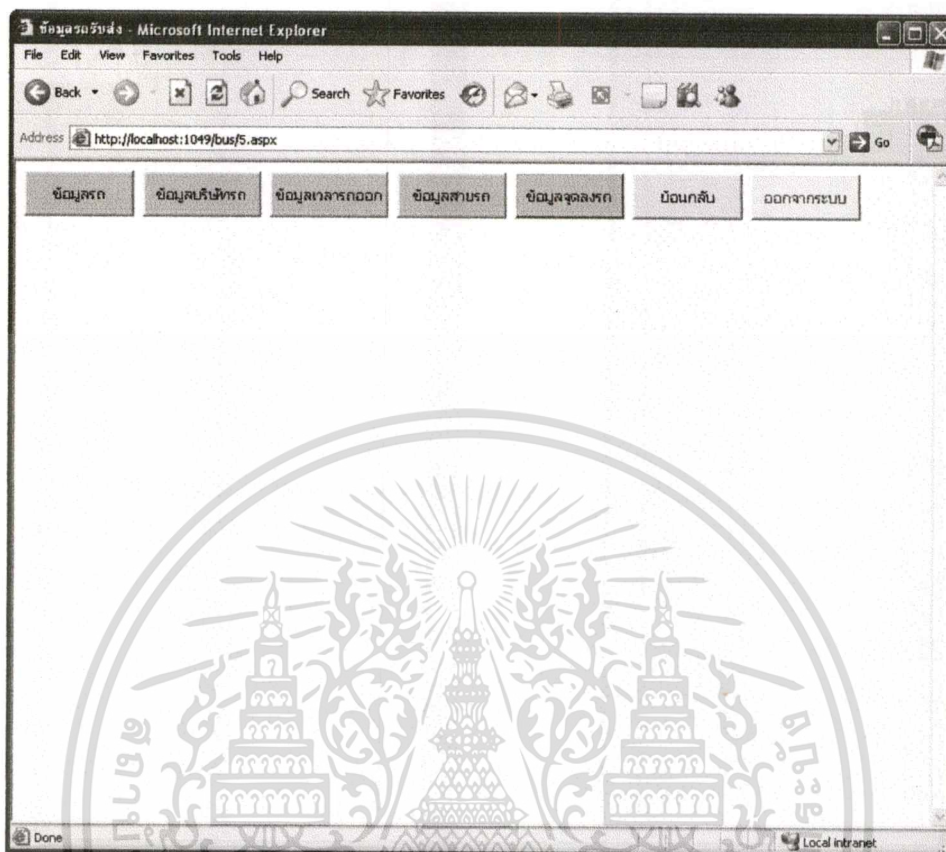 ข้อมูลรถรับส่ง - Microsoft Internet Explorer
File Edit View Favorites Tools Help
Back Search Favorites
Address http://localhost:1049/bus/5.aspx Go
ข้อมูลรถ ข้อมูลบริษัทรถ ข้อมูลเวลารถออก ข้อมูลสายรถ ข้อมูลจุดลงรถ ย้อนกลับ ออกจากระบบ
Done Local intranet